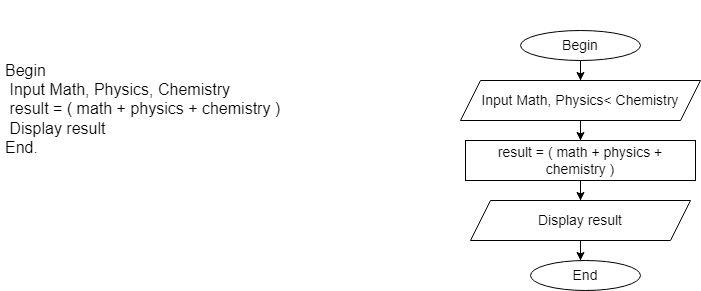 Begin
Input Math, Physics, Chemistry
result = ( math + physics + chemistry )
Display result
End.
Begin
Input Math, Physics< Chemistry
result = ( math + physics +
chemistry )
Display result
End